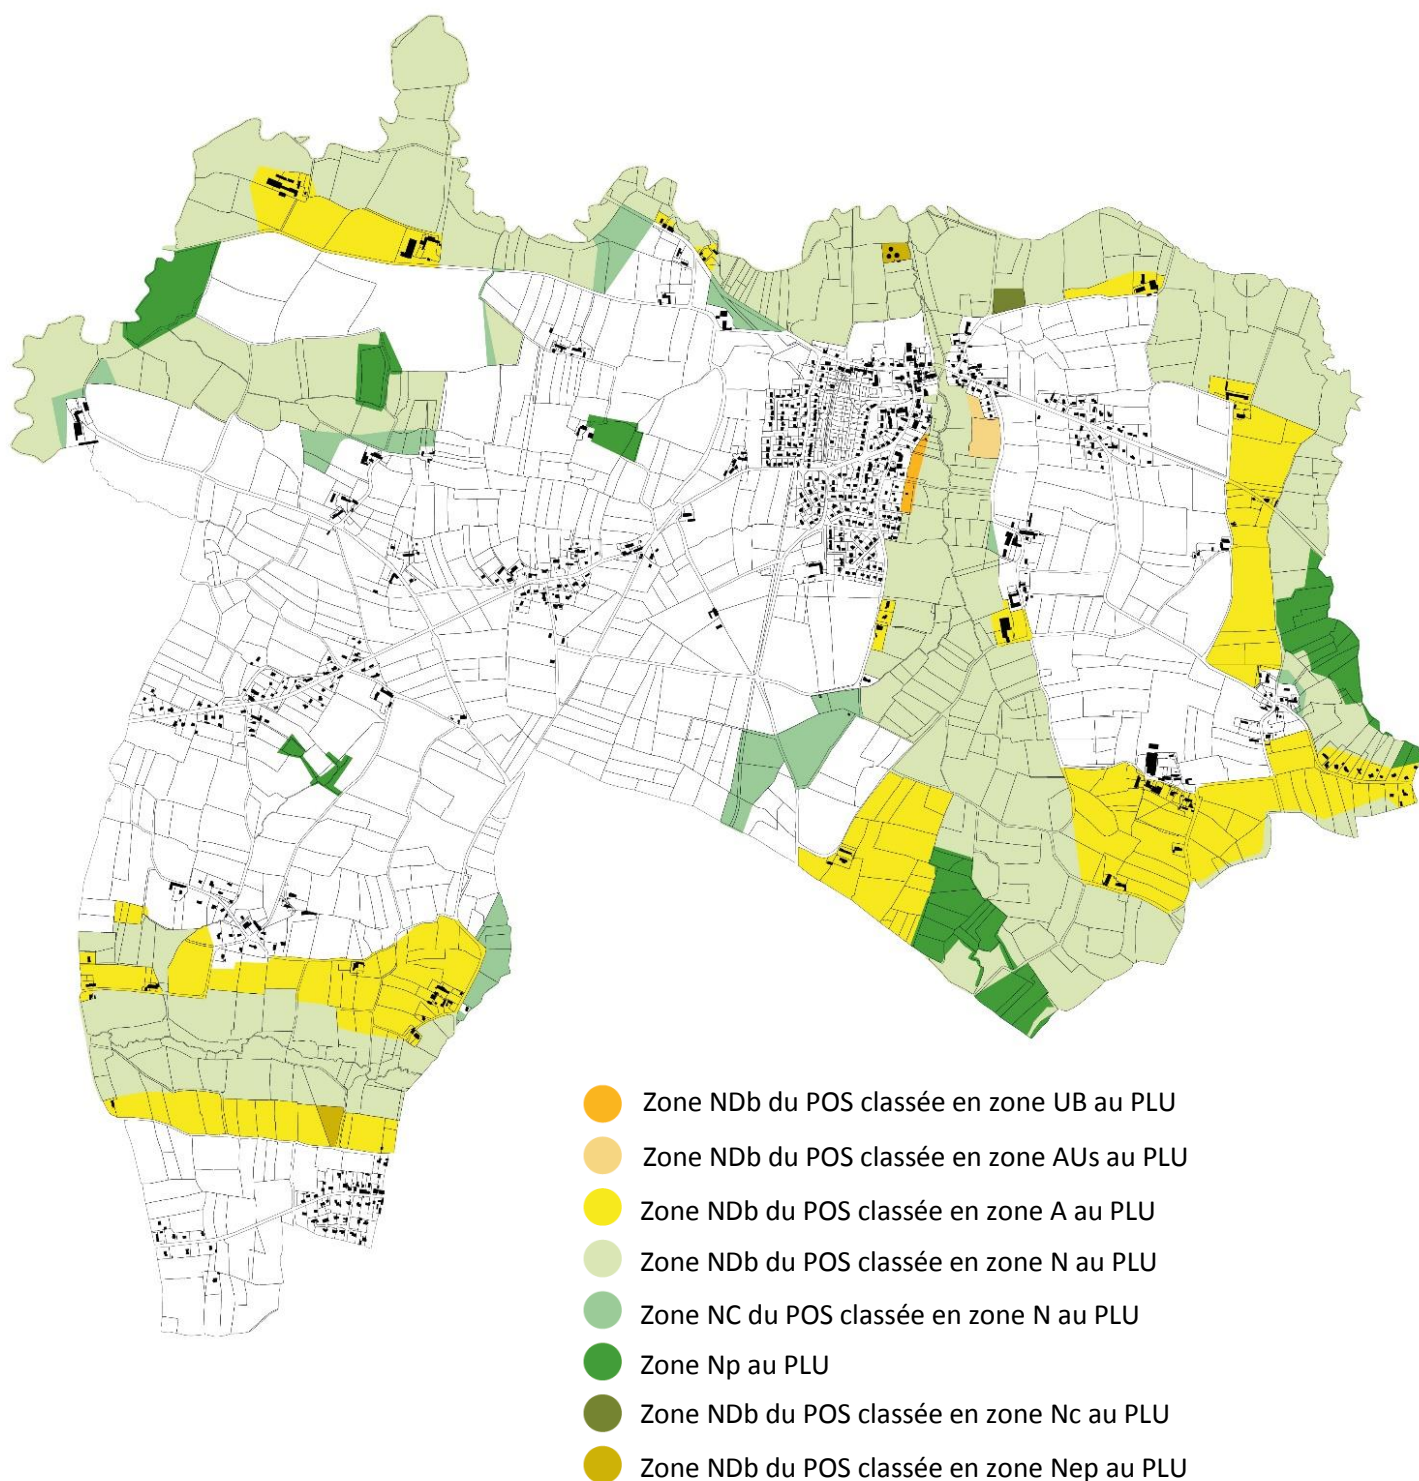 Zone NDb du POS classée en zone UB au PLU
Zone NDb du POS classée en zone AUs au PLU
Zone NDb du POS classée en zone A au PLU
Zone NDb du POS classée en zone N au PLU
Zone NC du POS classée en zone N au PLU
Zone Np au PLU
Zone NDb du POS classée en zone Nc au PLU
Zone NDb du POS classée en zone Nep au PLU